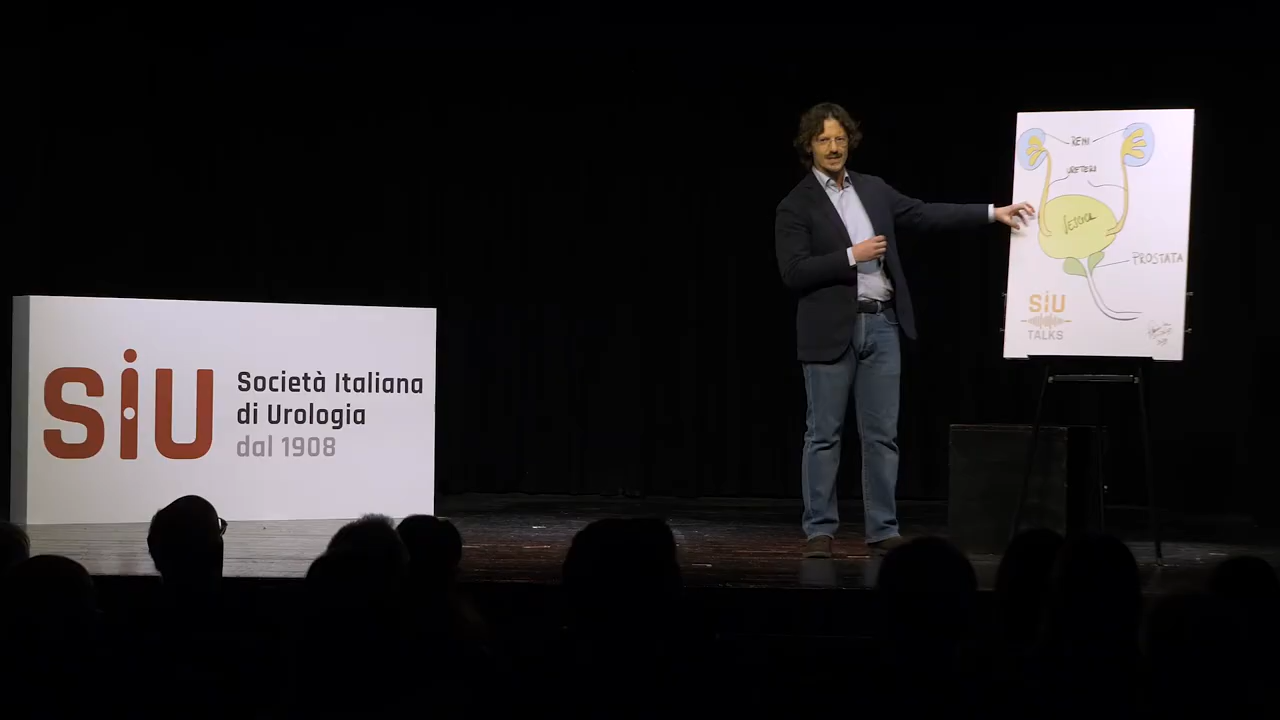 SiU
Società Italiana
di Urologia
dal 1908
RENI
URETERI
VESCICA
PROSTATA
SiU
TALKS